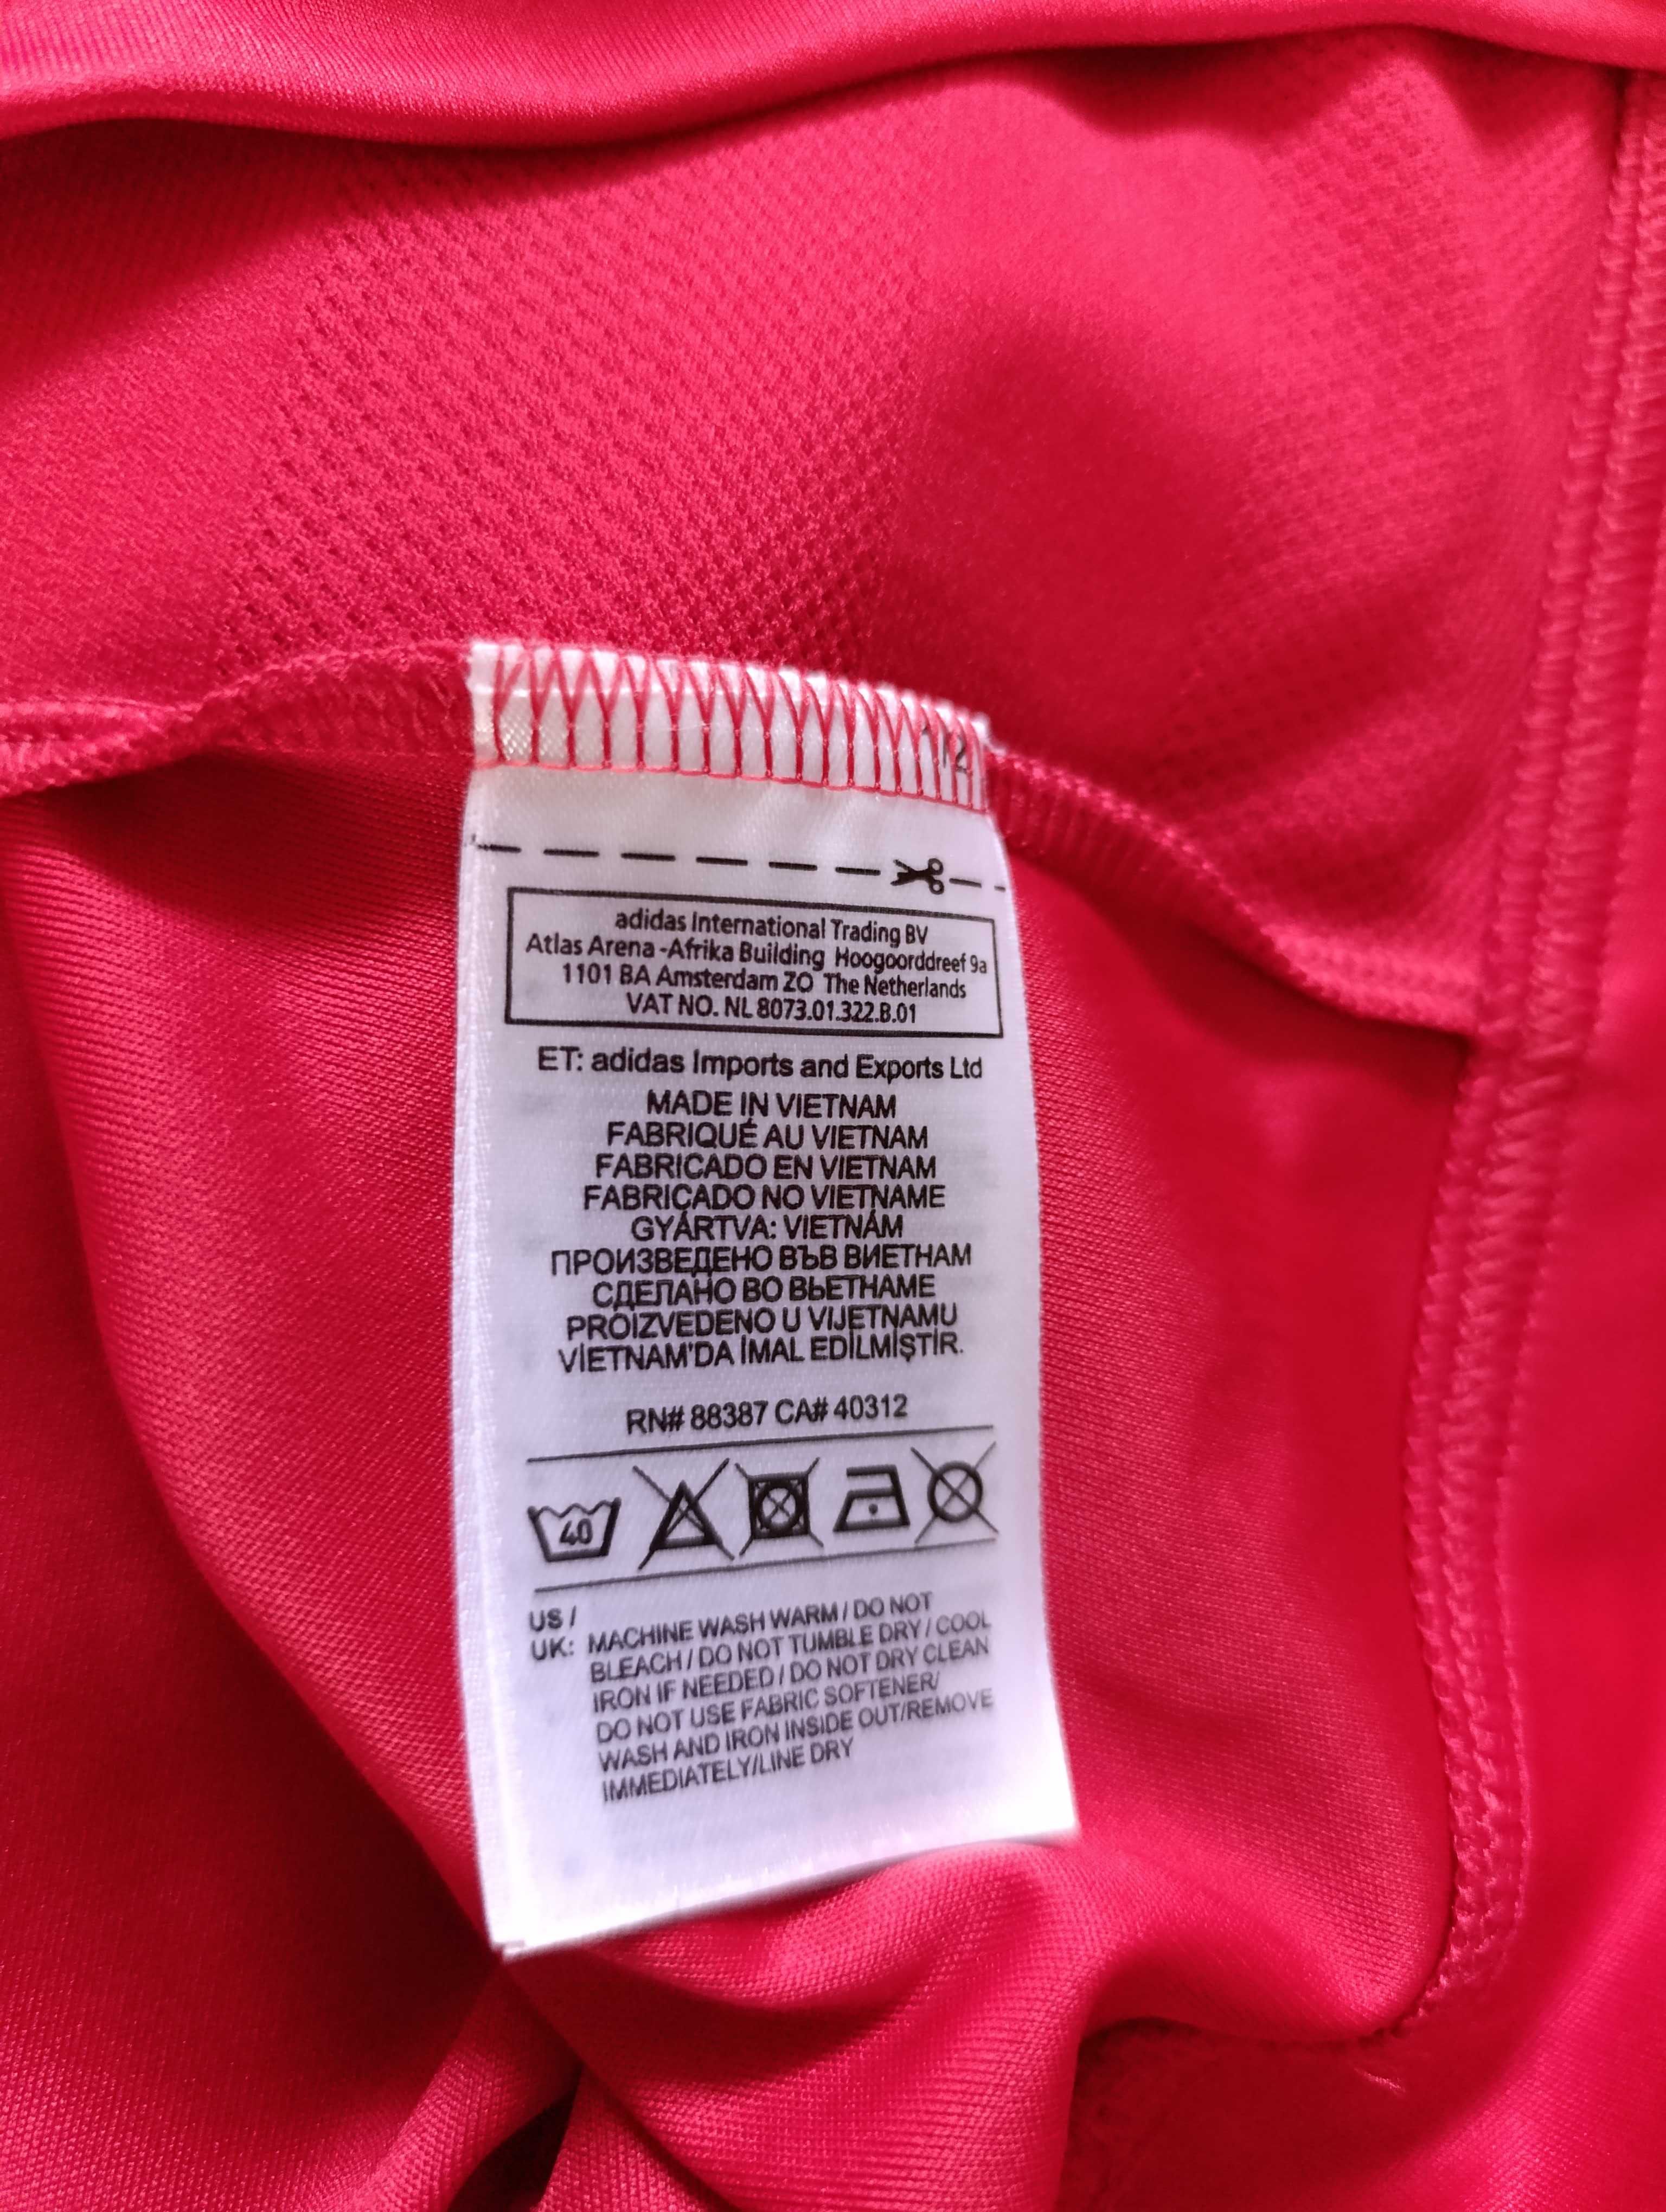 12
adidas International Trading BV
Atlas Arena -Afrika Building Hoogoorddreef 9a
1101 BA Amsterdam ZO The Netherlands
VAT NO. NL 8073.01.322.B.01
ET: adidas Imports and Exports Ltd
MADE IN VIETNAM
FABRIQUÉ AU VIETNAM
FABRICADO EN VIETNAM
FABRICADO NO VIETNAME
GYÁRTVA: VIETNÁM
ПРОИЗВЕДЕНО ВЪВ ВИЕТНАМ
СДЕЛАНО ВО ВЬЕТНАМЕ
PROIZVEDENO U VIJETNAMU
VİETNAM'DA İMAL EDİLMİŞTİR.
RN# 88387 CA# 40312
40
US /
UK: MACHINE WASH WARM / DO NOT
BLEACH / DO NOT TUMBLE DRY / COOL
IRON IF NEEDED / DO NOT DRY CLEAN
DO NOT USE FABRIC SOFTENER/
WASH AND IRON INSIDE OUT/REMOVE
IMMEDIATELY/LINE DRY